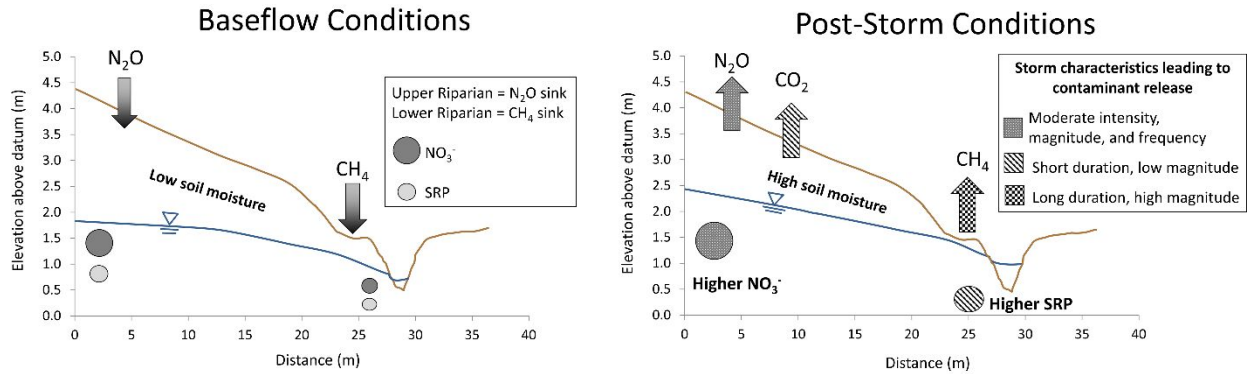 Baseflow Conditions
Elevation above datum (m)
5.0
4.5
4.0
3.5
3.0
2.5
2.0
1.5
1.0
0.5
0.0
N₂O
Low soil moisture
CH₄
Upper Riparian = N₂O sink
Lower Riparian = CH₄ sink
NO₃⁻
SRP
0 5 10 15 20 25 30 35 40
Distance (m)
Post-Storm Conditions
Elevation above datum (m)
5.0
4.5
4.0
3.5
3.0
2.5
2.0
1.5
1.0
0.5
0.0
N₂O
CO₂
High soil moisture
CH₄
Storm characteristics leading to
contaminant release
Moderate intensity,
magnitude, and frequency
Short duration, low magnitude
Long duration, high magnitude
Higher NO₃⁻
Higher SRP
0 5 10 15 20 25 30 35 40
Distance (m)